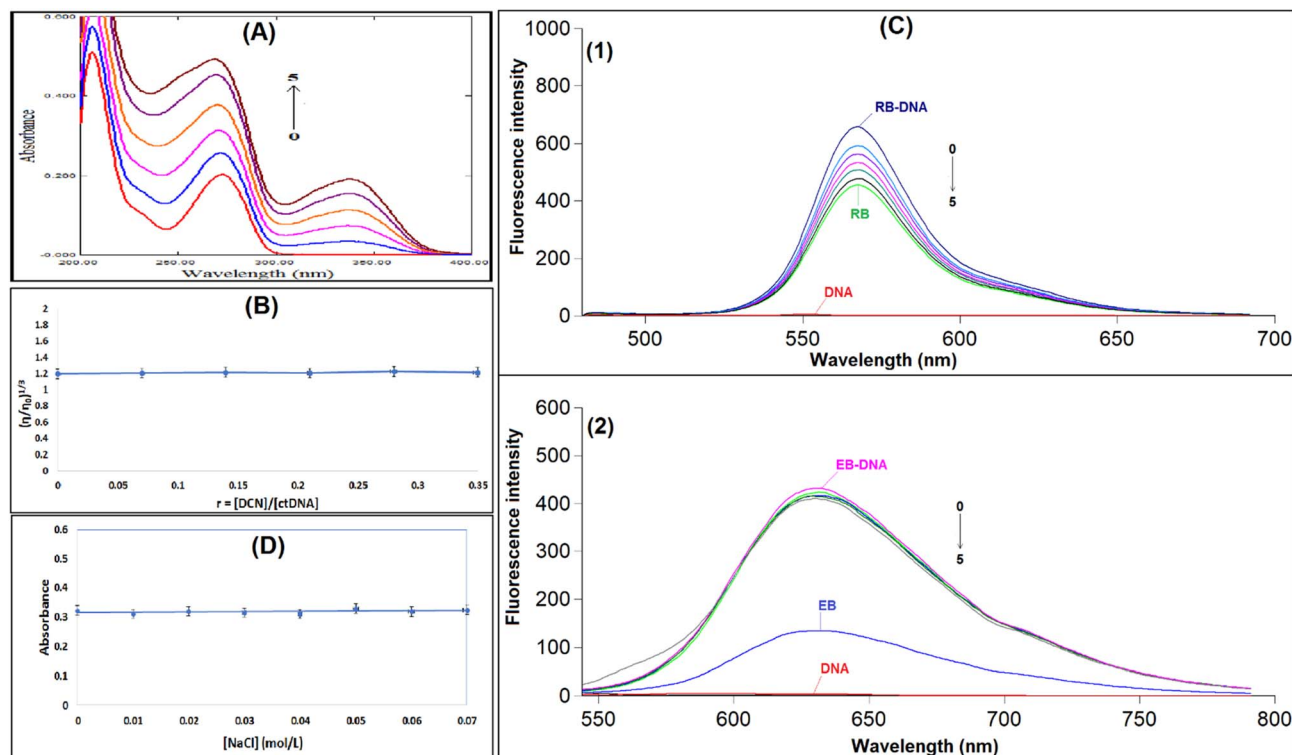 (A)
0.600
0.400
0.200
-0.000
Absorbance
5
0
200.00
250.00
300.00
350.00
400.00
Wavelength (nm)
(B)
2
1.8
1.6
1.4
1.2
1
0.8
0.6
0.4
0.2
0
(η/η0)1/3
0 0.05 0.1 0.15 0.2 0.25 0.3 0.35
r = [DCN]/[ctDNA]
(D)
0.6
0.5
0.4
0.3
0.2
0.1
0
Absorbance
0 0.01 0.02 0.03 0.04 0.05 0.06 0.07
[NaCl] (mol/L)
(C)
(1)
1000
800
600
400
200
0
Fluorescence intensity
RB-DNA
0
5
RB
DNA
500 550 600 650 700
Wavelength (nm)
(2)
600
500
400
300
200
100
0
Fluorescence intensity
EB-DNA
0
5
EB
DNA
550 600 650 700 750 800
Wavelength (nm)